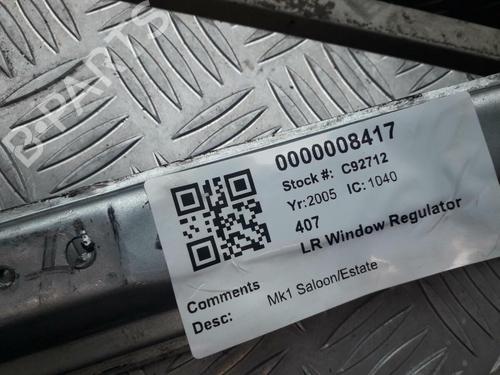 B-PARTS
0000008417
Stock #: C92712
Yr:2005 IC:1040
407
LR Window Regulator
Comments
Desc: Mk1 Saloon/Estate